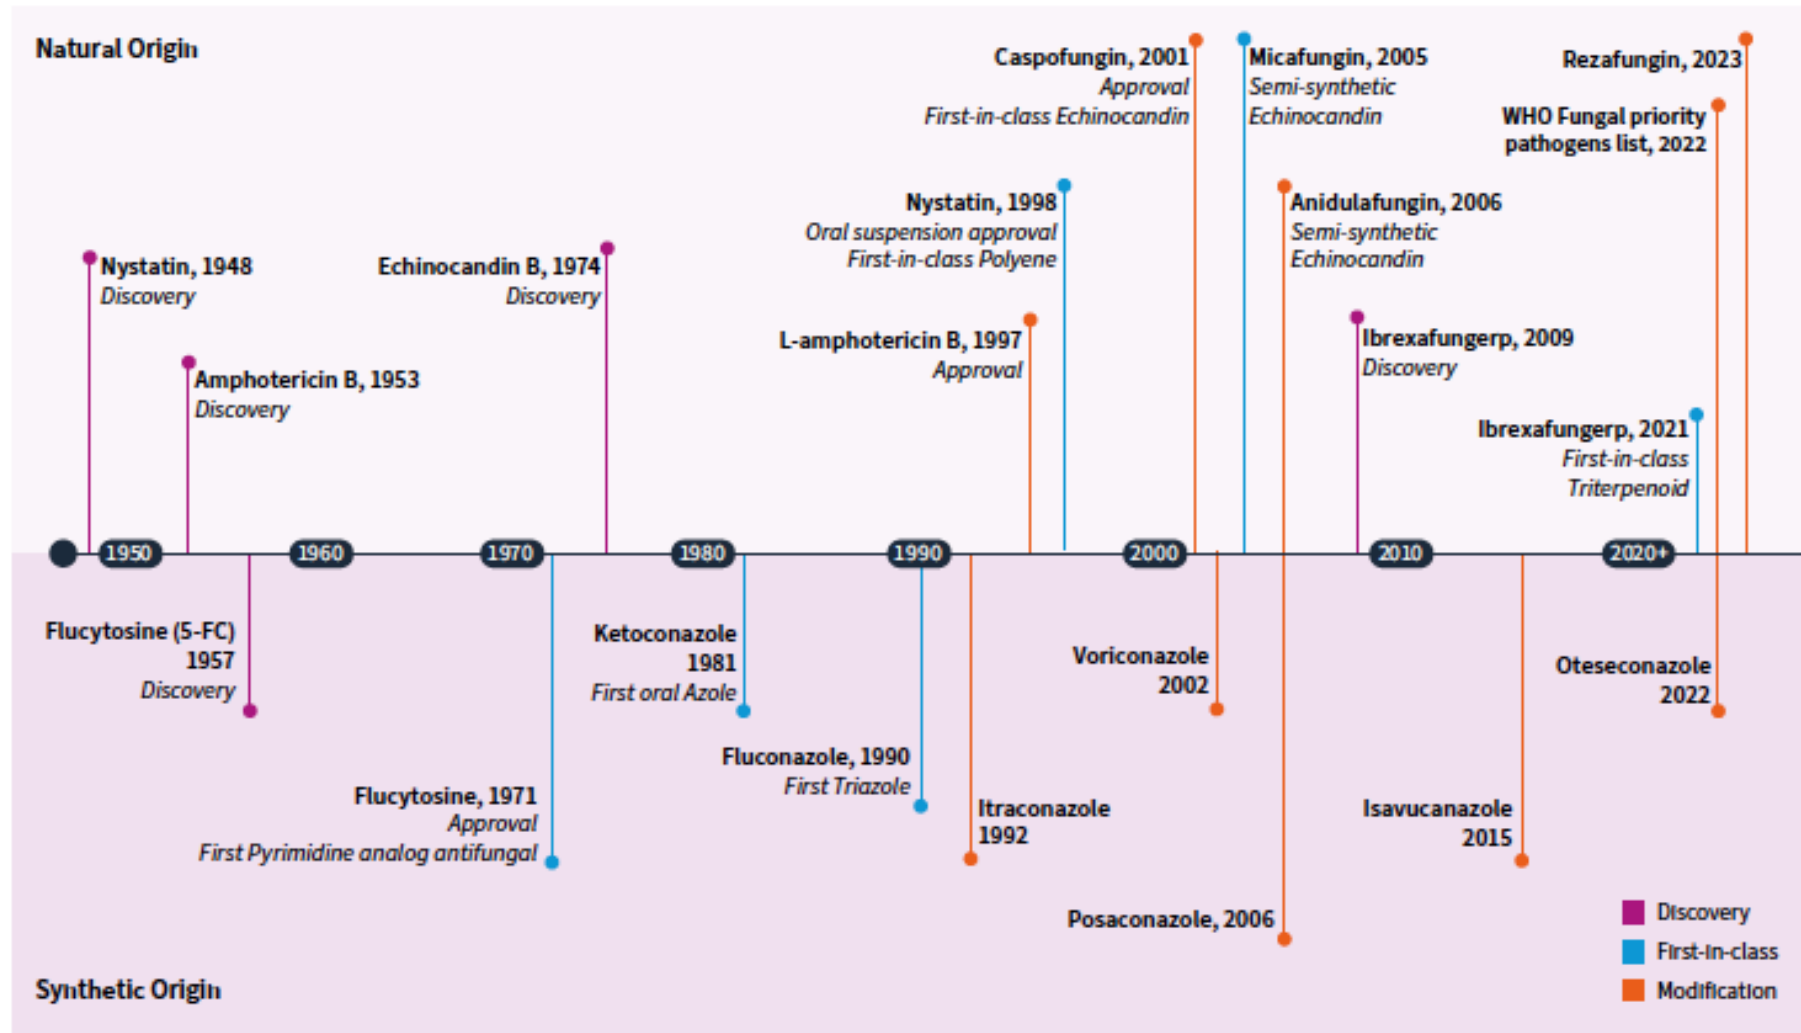 Natural Origin
Caspofungin, 2001
Approval
First-in-class Echinocandin
Micafungin, 2005
Semi-synthetic
Echinocandin
Rezafungin, 2023
WHO Fungal priority
pathogens list, 2022
Nystatin, 1998
Oral suspension approval
First-in-class Polyene
Anidulafungin, 2006
Semi-synthetic
Echinocandin
Nystatin, 1948
Discovery
Echinocandin B, 1974
Discovery
L-amphotericin B, 1997
Approval
Ibrexafungerp, 2009
Discovery
Amphotericin B, 1953
Discovery
Ibrexafungerp, 2021
First-in-class
Triterpenoid
1950
1960
1970
1980
1990
2000
2010
2020+
Flucytosine (5-FC)
1957
Discovery
Ketoconazole
1981
First oral Azole
Voriconazole
2002
Oteseconazole
2022
Fluconazole, 1990
First Triazole
Flucytosine, 1971
Approval
First Pyrimidine analog antifungal
Itraconazole
1992
Isavucanazole
2015
Posaconazole, 2006
Discovery
First-in-class
Modification
Synthetic Origin